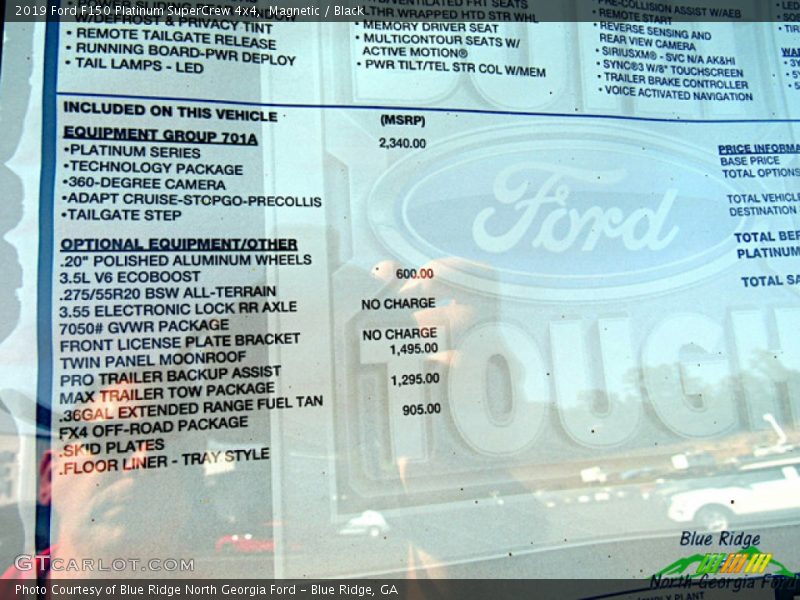 2019 Ford F150 Platinum SuperCrew 4x4, Magnetic / Black
W/DEFROST & PRIVACY TINT
• REMOTE TAILGATE RELEASE
• RUNNING BOARD-PWR DEPLOY
• TAIL LAMPS - LED
LTHR WRAPPED HTD STR WHL
• MEMORY DRIVER SEAT
• MULTICONTOUR SEATS W/
ACTIVE MOTION®
• PWR TILT/TEL STR COL W/MEM
• PRE-COLLISION ASSIST W/AEB
• REMOTE START
• REVERSE SENSING AND
REAR VIEW CAMERA
• SIRIUSXM® - SVC N/A AK&HI
• SYNC®3 W/8" TOUCHSCREEN
• TRAILER BRAKE CONTROLLER
• VOICE ACTIVATED NAVIGATION
INCLUDED ON THIS VEHICLE (MSRP)
EQUIPMENT GROUP 701A 2,340.00
•PLATINUM SERIES
•TECHNOLOGY PACKAGE
•360-DEGREE CAMERA
•ADAPT CRUISE-STOPGO-PRECOLLIS
•TAILGATE STEP
OPTIONAL EQUIPMENT/OTHER
.20" POLISHED ALUMINUM WHEELS
3.5L V6 ECOBOOST 600.00
.275/55R20 BSW ALL-TERRAIN
3.55 ELECTRONIC LOCK RR AXLE NO CHARGE
7050# GVWR PACKAGE
FRONT LICENSE PLATE BRACKET NO CHARGE
TWIN PANEL MOONROOF 1,495.00
PRO TRAILER BACKUP ASSIST
MAX TRAILER TOW PACKAGE 1,295.00
.36GAL EXTENDED RANGE FUEL TAN
FX4 OFF-ROAD PACKAGE 905.00
.SKID PLATES
.FLOOR LINER - TRAY STYLE
PRICE INFORMA
BASE PRICE
TOTAL OPTIONS
TOTAL VEHICLE
DESTINATION
TOTAL BEF
PLATINUM
TOTAL SA
Ford
TOUGH
Blue Ridge
North Georgia Ford
GTCARLOT.COM
Photo Courtesy of Blue Ridge North Georgia Ford – Blue Ridge, GA